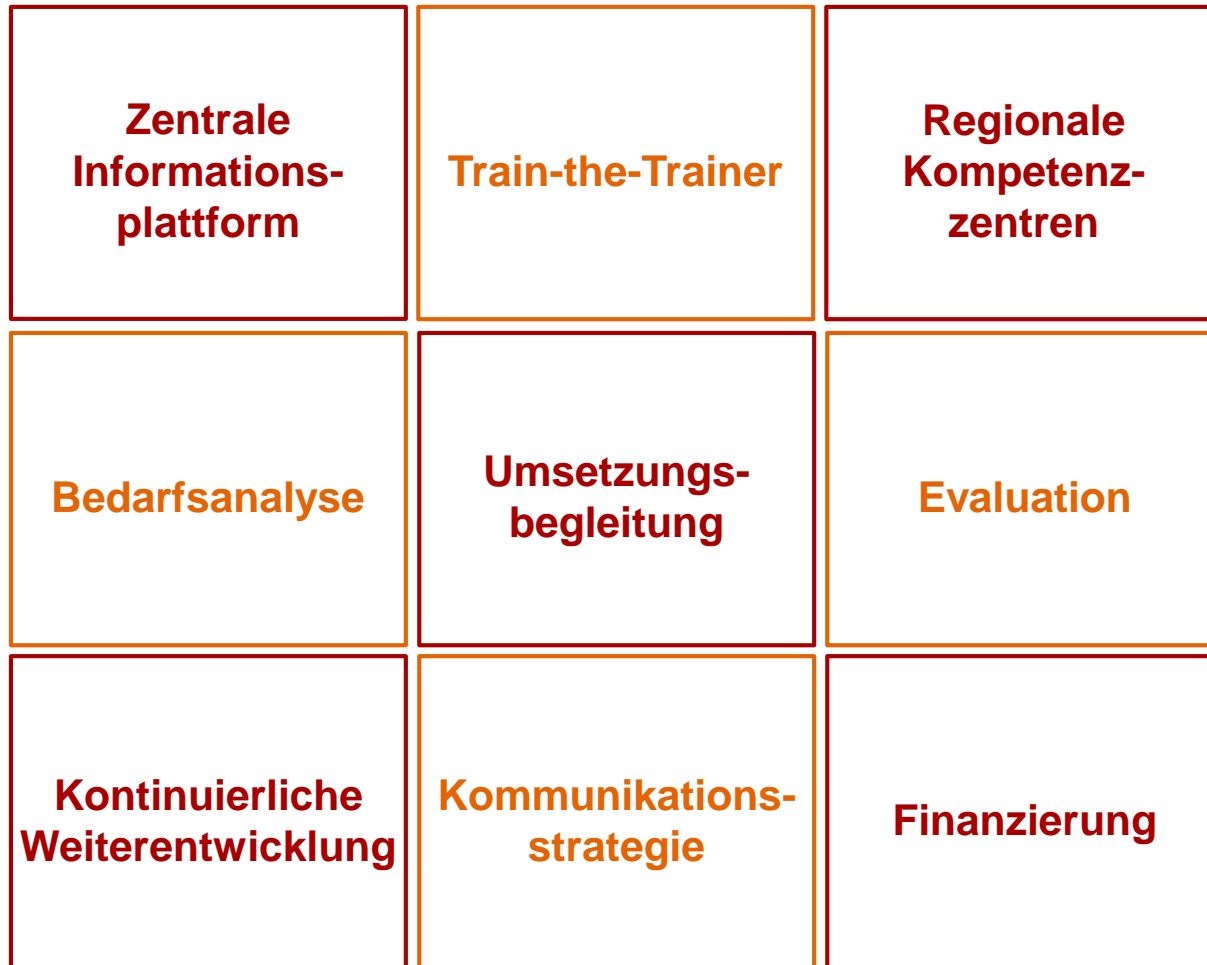 Zentrale
Informations-
plattform
Train-the-Trainer
Regionale
Kompetenz-
zentren
Bedarfsanalyse
Umsetzungs-
begleitung
Evaluation
Kontinuierliche
Weiterentwicklung
Kommunikations-
strategie
Finanzierung